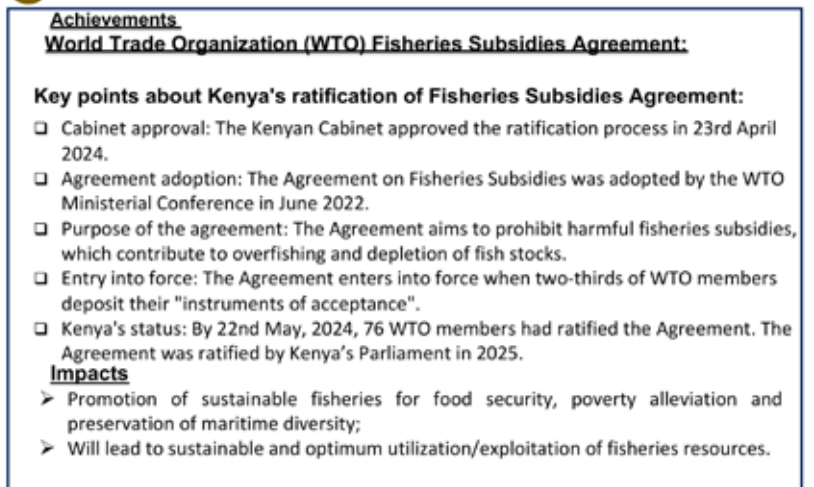 Achievements
World Trade Organization (WTO) Fisheries Subsidies Agreement:
Key points about Kenya's ratification of Fisheries Subsidies Agreement:
❑ Cabinet approval: The Kenyan Cabinet approved the ratification process in 23rd April
2024.
❑ Agreement adoption: The Agreement on Fisheries Subsidies was adopted by the WTO
Ministerial Conference in June 2022.
❑ Purpose of the agreement: The Agreement aims to prohibit harmful fisheries subsidies,
which contribute to overfishing and depletion of fish stocks.
❑ Entry into force: The Agreement enters into force when two-thirds of WTO members
deposit their "instruments of acceptance".
❑ Kenya's status: By 22nd May, 2024, 76 WTO members had ratified the Agreement. The
Agreement was ratified by Kenya’s Parliament in 2025.
Impacts
➤ Promotion of sustainable fisheries for food security, poverty alleviation and
preservation of maritime diversity;
➤ Will lead to sustainable and optimum utilization/exploitation of fisheries resources.